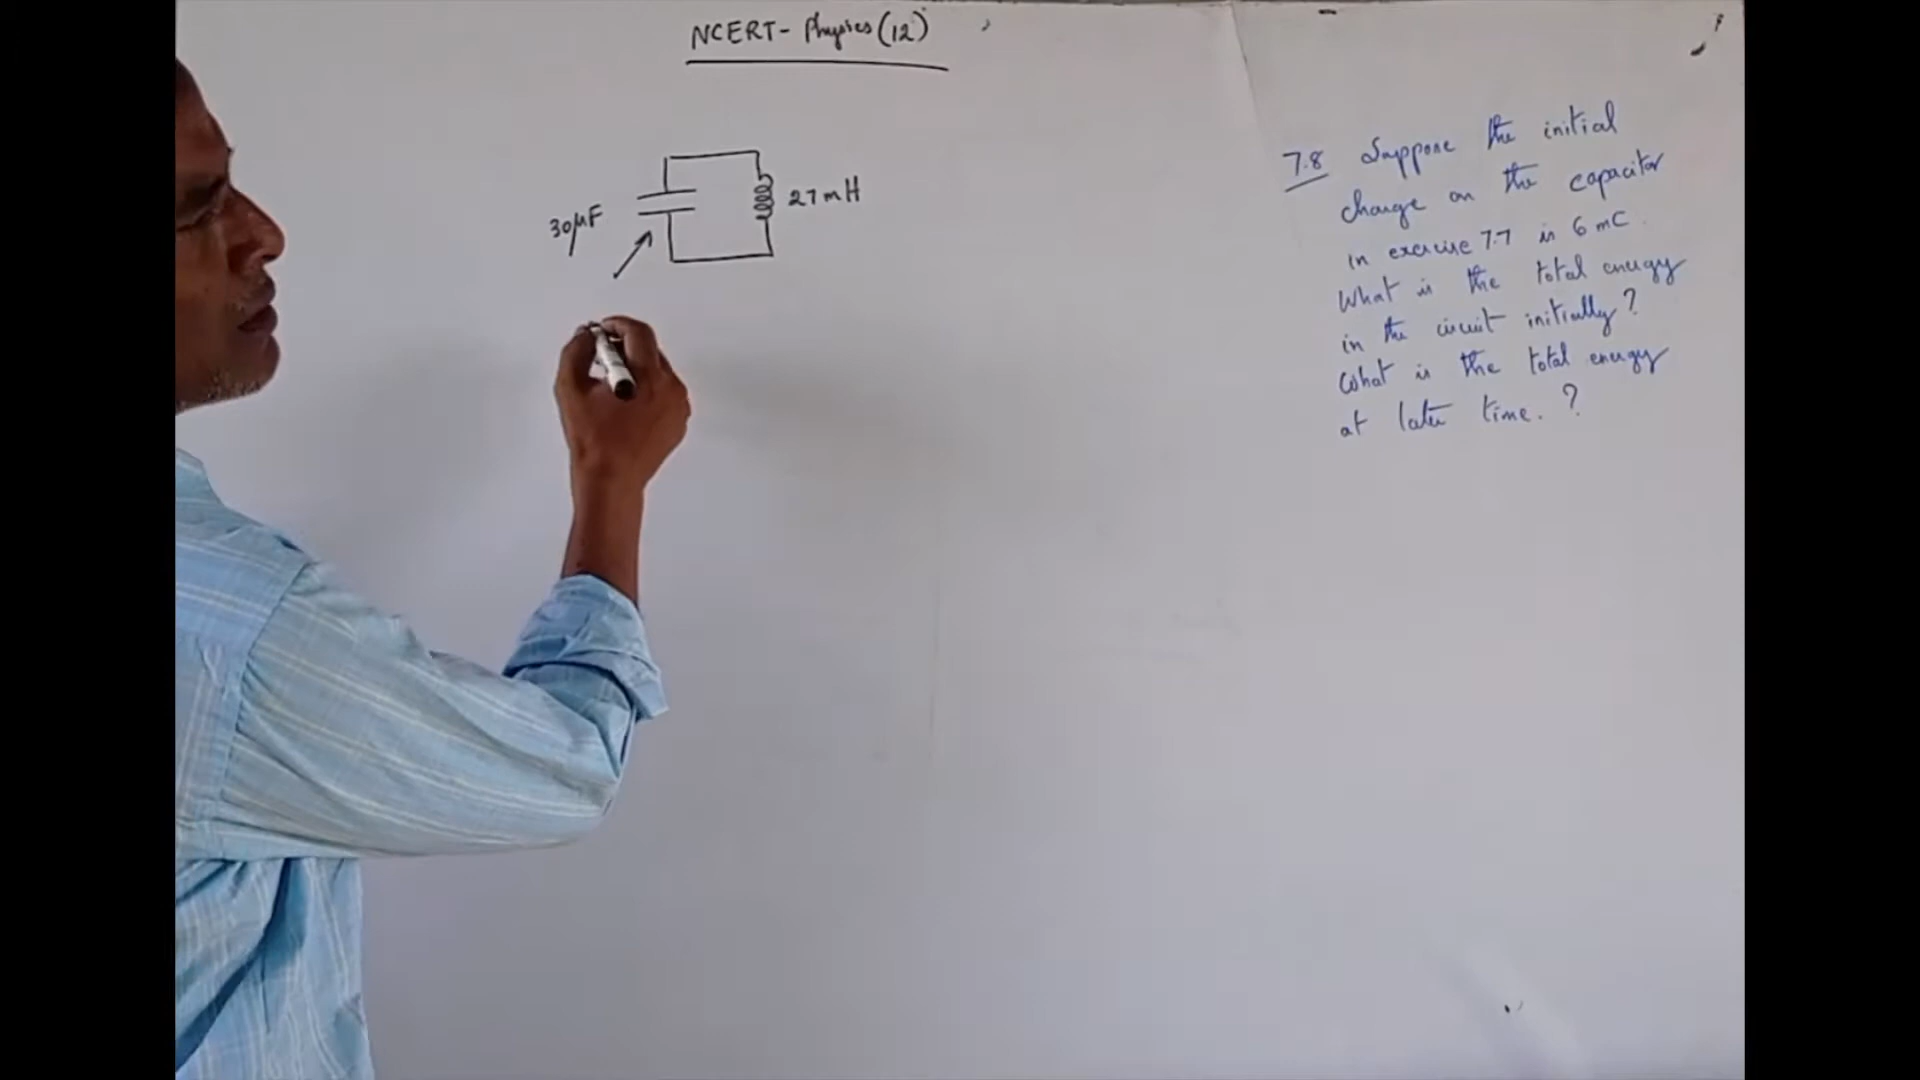 NCERT - Physics (12)
30μF
27mH
7.8 Suppose the initial
charge on the capacitor
in exercise 7.7 is 6 mC.
What is the total energy
in the circuit initially?
What is the total energy
at later time. ?